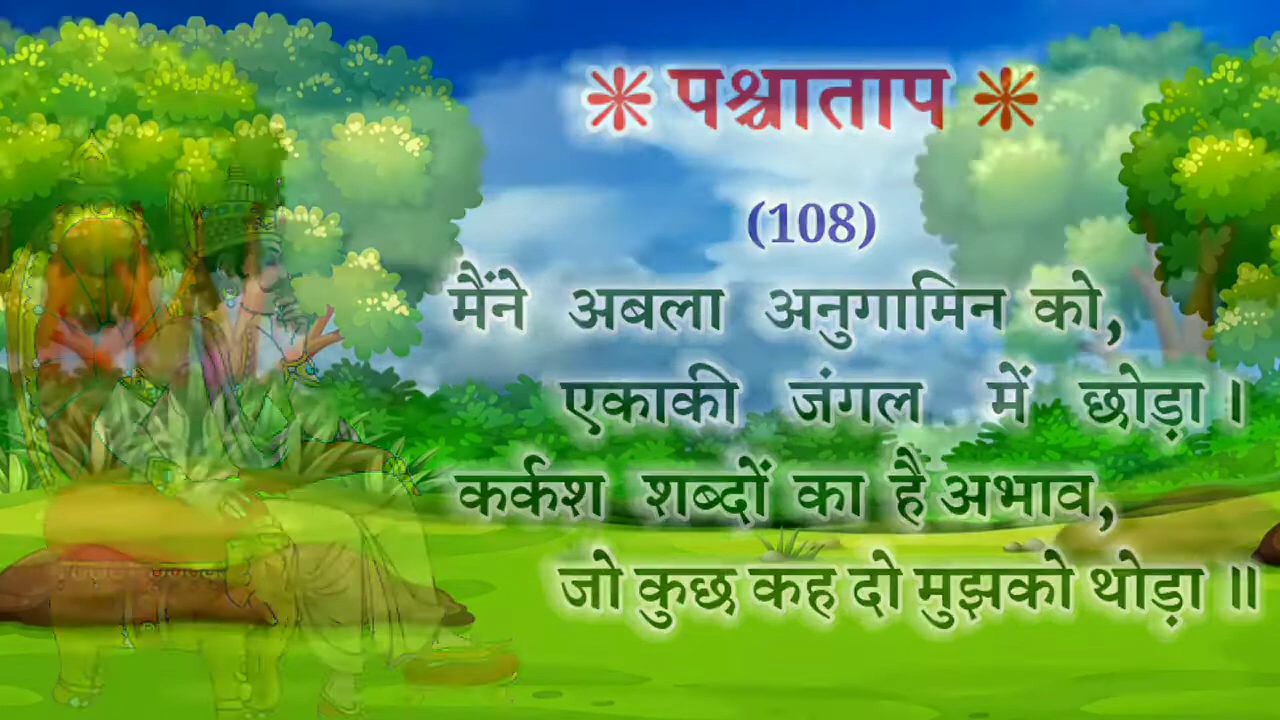 ❊ पश्चाताप ❊
(108)
मैंने अबला अनुगामिन को,
एकाकी जंगल में छोड़ा ।
कर्कश शब्दों का है अभाव,
जो कुछ कह दो मुझको थोड़ा ॥